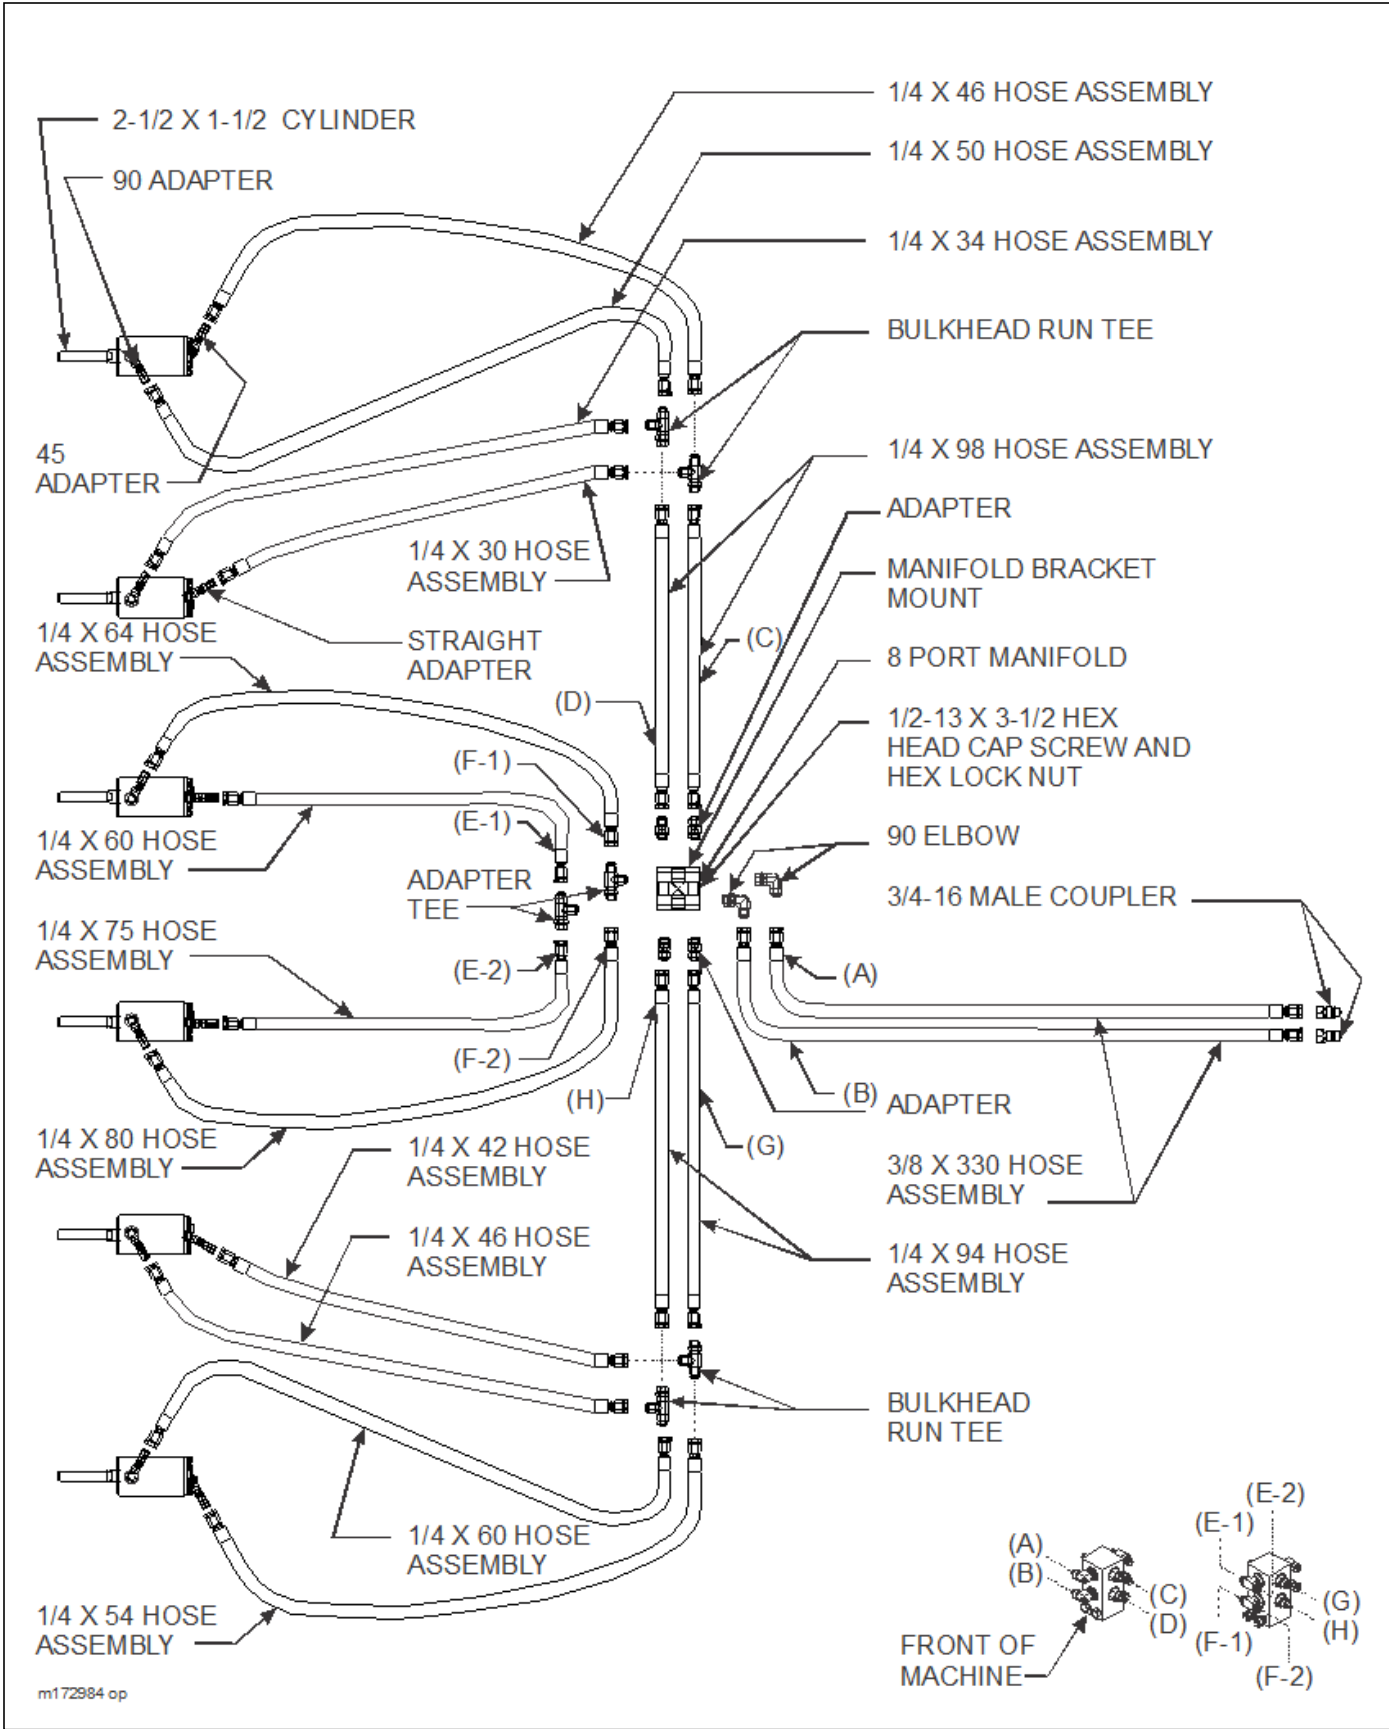 1/4 X 46 HOSE ASSEMBLY
2-1/2 X 1-1/2 CYLINDER
1/4 X 50 HOSE ASSEMBLY
90 ADAPTER
1/4 X 34 HOSE ASSEMBLY
BULKHEAD RUN TEE
45
ADAPTER
1/4 X 98 HOSE ASSEMBLY
ADAPTER
1/4 X 30 HOSE
ASSEMBLY
MANIFOLD BRACKET
MOUNT
1/4 X 64 HOSE
ASSEMBLY
STRAIGHT
ADAPTER
(C)
8 PORT MANIFOLD
(D)
1/2-13 X 3-1/2 HEX
HEAD CAP SCREW AND
HEX LOCK NUT
(F-1)
(E-1)
1/4 X 60 HOSE
ASSEMBLY
90 ELBOW
ADAPTER
TEE
3/4-16 MALE COUPLER
1/4 X 75 HOSE
ASSEMBLY
(E-2)
(A)
(F-2)
(H)
(B)
ADAPTER
1/4 X 80 HOSE
ASSEMBLY
1/4 X 42 HOSE
ASSEMBLY
(G)
3/8 X 330 HOSE
ASSEMBLY
1/4 X 46 HOSE
ASSEMBLY
1/4 X 94 HOSE
ASSEMBLY
BULKHEAD
RUN TEE
1/4 X 60 HOSE
ASSEMBLY
1/4 X 54 HOSE
ASSEMBLY
(E-2)
(E-1)
(A)
(B)
(C)
(D)
(G)
(H)
(F-1)
(F-2)
FRONT OF
MACHINE
m172984 op